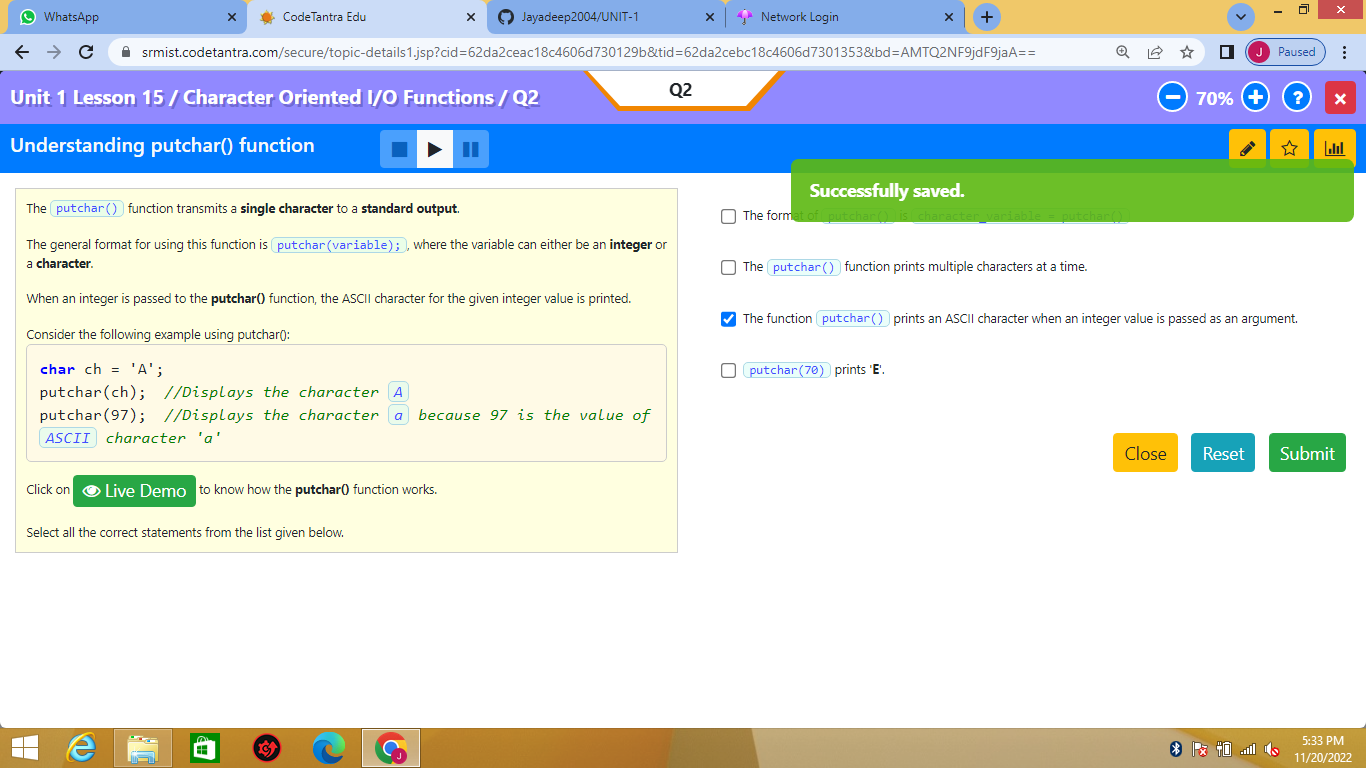 WhatsApp
CodeTantra Edu
Jayadeep2004/UNIT-1
Network Login
srmist.codetantra.com/secure/topic-details1.jsp?cid=62da2ceac18c4606d730129b&tid=62da2cebc18c4606d7301353&bd=AMTQ2NF9jdF9jaA==
J Paused
Unit 1 Lesson 15 / Character Oriented I/O Functions / Q2
Q2
70%
?
Understanding putchar() function
Successfully saved.
The putchar() function transmits a single character to a standard output.
The general format for using this function is putchar(variable);, where the variable can either be an integer or
a character.
When an integer is passed to the putchar() function, the ASCII character for the given integer value is printed.
Consider the following example using putchar():
char ch = 'A';
putchar(ch); //Displays the character A
putchar(97); //Displays the character a because 97 is the value of
ASCII character 'a'
Click on Live Demo to know how the putchar() function works.
Select all the correct statements from the list given below.
The format of putchar() is character_variable = putchar()
The putchar() function prints multiple characters at a time.
The function putchar() prints an ASCII character when an integer value is passed as an argument.
putchar(70) prints 'E'.
Close
Reset
Submit
J
5:33 PM
11/20/2022